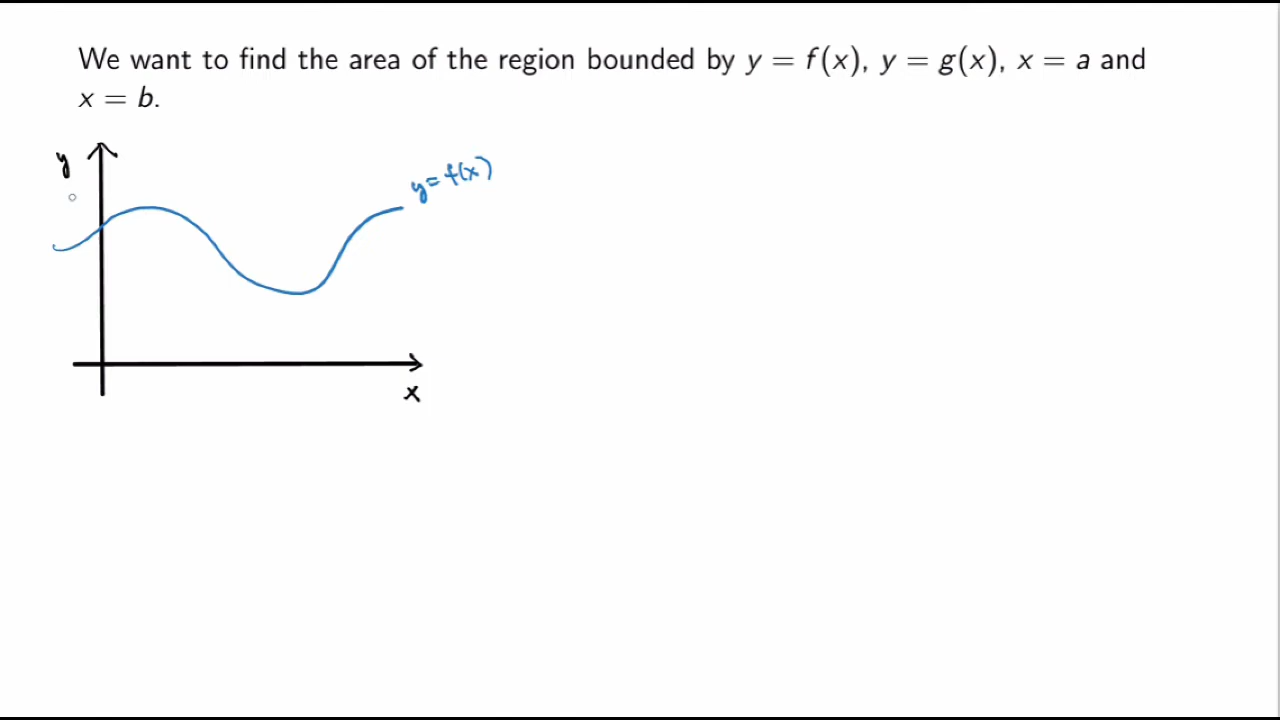 We want to find the area of the region bounded by y = f(x), y = g(x), x = a and
x = b.
y
y = f(x)
x